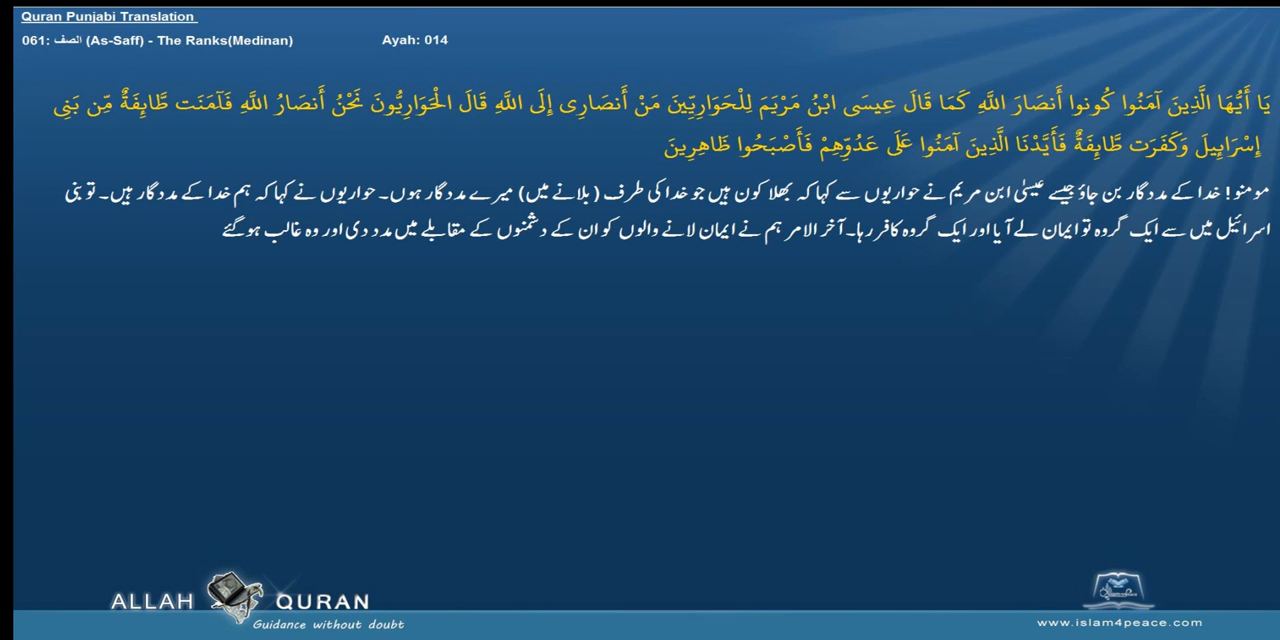 Quran Punjabi Translation
061: الصف (As-Saff) - The Ranks(Medinan) Ayah: 014
يَا أَيُّهَا الَّذِينَ آمَنُوا كُونوا أَنصَارَ اللَّهِ كَمَا قَالَ عِيسَى ابْنُ مَرْيَمَ لِلْحَوَارِيِّينَ مَنْ أَنصَارِى إِلَى اللَّهِ قَالَ الْحَوَارِيُّونَ نَحْنُ أَنصَارُ اللَّهِ فَآمَنَت طَّايِفَةٌ مِّن بَنِى
إِسْرَايِيلَ وَكَفَرَت طَّايِفَةٌ فَأَيَّدْنَا الَّذِينَ آمَنُوا عَلَى عَدُوِّهِمْ فَأَصْبَحُوا ظَاهِرِينَ
مومنو! خدا کے مددگار بن جاؤ جیسے عیسیٰ ابن مریم نے حواریوں سے کہا کہ بھلا کون ہیں جو خدا کی طرف (بلانے میں) میرے مددگار ہوں۔ حواریوں نے کہا کہ ہم خدا کے مددگار ہیں۔ تو بنی
اسرائیل میں سے ایک گروہ تو ایمان لے آیا اور ایک گروہ کافر رہا۔ آخر الامر ہم نے ایمان لانے والوں کو ان کے دشمنوں کے مقابلے میں مدد دی اور وہ غالب ہوگئے
ALLAH QURAN
Guidance without doubt
www.islam4peace.com